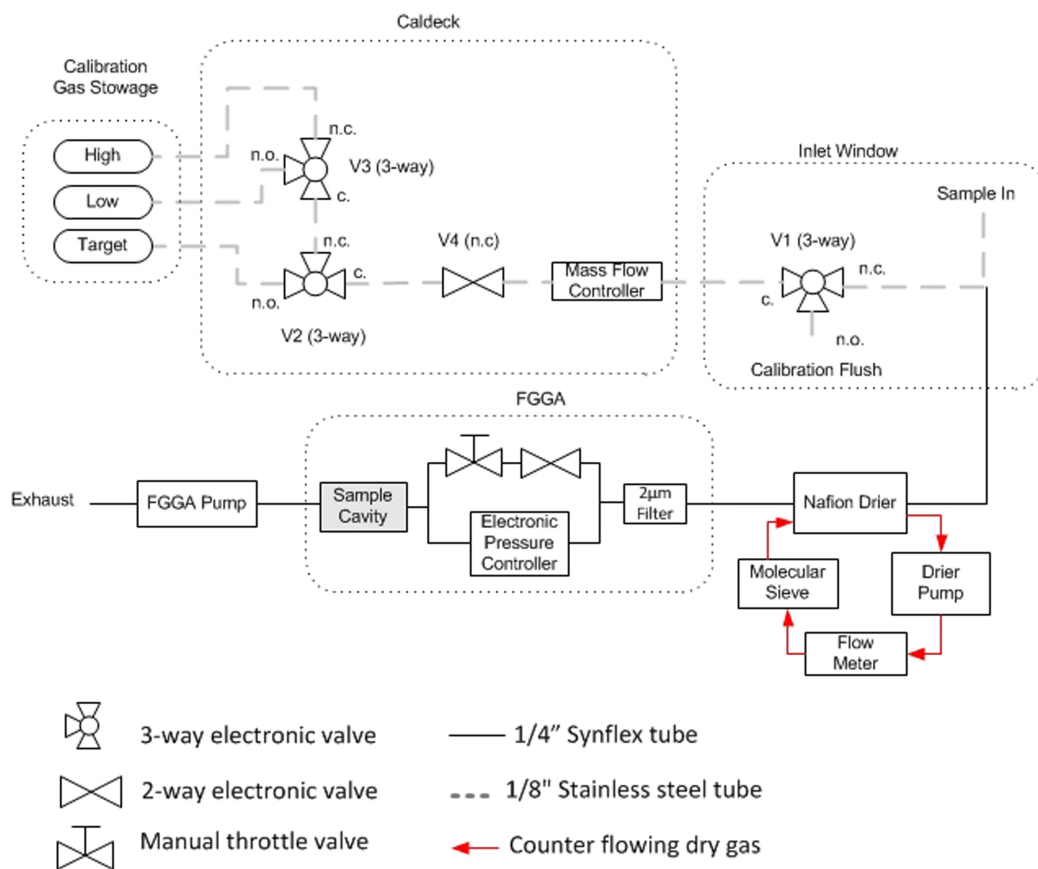 Caldeck
Calibration
Gas Stowage
High
Low
Target
n.c.
n.o.
V3 (3-way)
c.
n.c.
c.
n.o.
V2 (3-way)
V4 (n.c)
Mass Flow
Controller
Inlet Window
Sample In
V1 (3-way)
n.c.
c.
n.o.
Calibration Flush
FGGA
Exhaust
FGGA Pump
Sample
Cavity
Electronic
Pressure
Controller
2μm
Filter
Nafion Drier
Molecular
Sieve
Drier
Pump
Flow
Meter
3-way electronic valve
1/4” Synflex tube
2-way electronic valve
1/8" Stainless steel tube
Manual throttle valve
Counter flowing dry gas